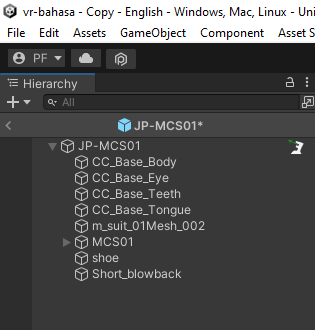 vr-bahasa - Copy - English - Windows, Mac, Linux - Uni
File Edit Assets GameObject Component Asset S
PF
Hierarchy
All
JP-MCS01*
JP-MCS01
CC_Base_Body
CC_Base_Eye
CC_Base_Teeth
CC_Base_Tongue
m_suit_01Mesh_002
MCS01
shoe
Short_blowback